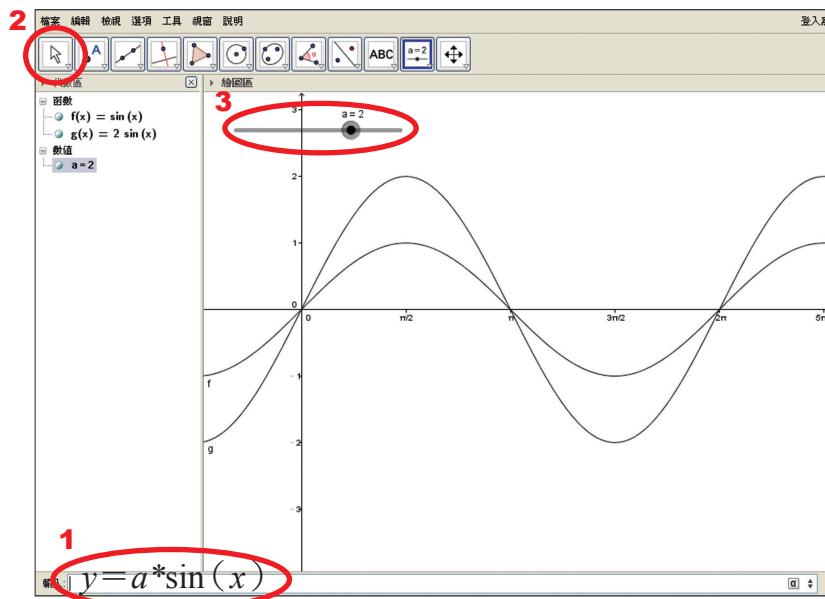 2
檔案 編輯 檢視 選項 工具 視窗 說明
登入
A
α
ABC
a=2
代數區
繪圖區
函數
f(x) = sin (x)
g(x) = 2 sin (x)
數值
a = 2
3
a = 2
3
2
1
0
0
π/2
π
3π/2
2π
5π
-1
-2
-3
f
g
1
輸入:
y=a*sin(x)
α